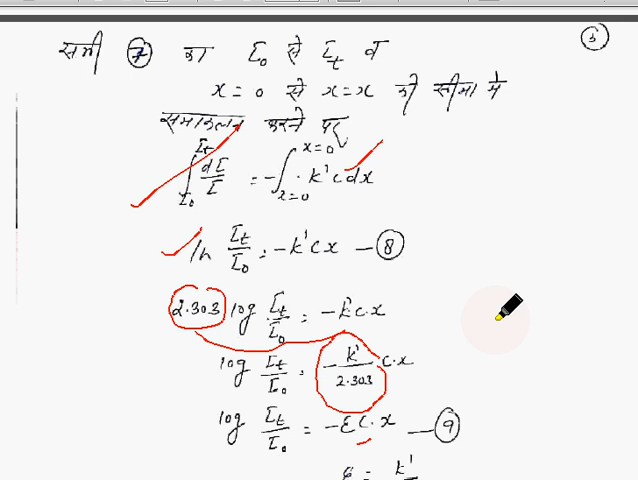 ③
समी ⑦ का I₀ से Iₜ व
x = 0 से x = x की सीमा में
समाकलन करने पर
∫_{I₀}^{Iₜ} dI/I = -∫_{x=0}^{x=0} k'c dx
ln Iₜ/I₀ = -k'cx — ⑧
2.303 log Iₜ/I₀ = -k'c.x
log Iₜ/I₀ = -k'/2.303 c.x
log Iₜ/I₀ = -εc.x — ⑨
ε = k'/